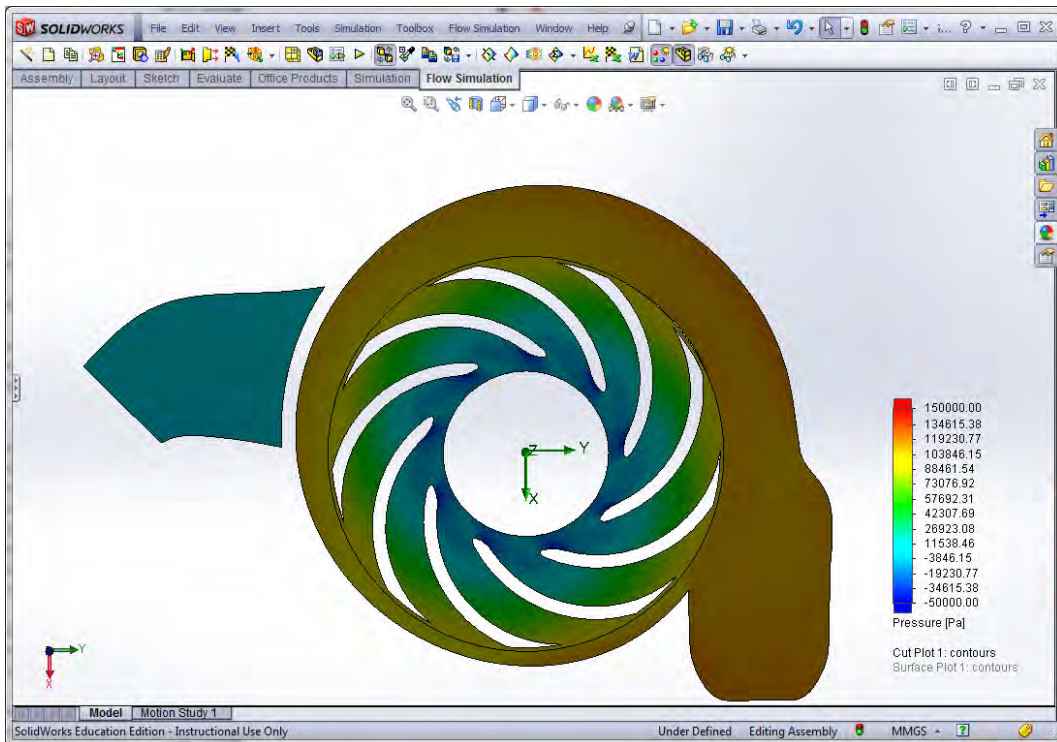 SW SOLIDWORKS File Edit View Insert Tools Simulation Toolbox Flow Simulation Window Help i... ?
Assembly Layout Sketch Evaluate Office Products Simulation Flow Simulation
Z Y
X
150000.00
134615.38
119230.77
103846.15
88461.54
73076.92
57692.31
42307.69
26923.08
11538.46
-3846.15
-19230.77
-34615.38
-50000.00
Pressure [Pa]
Cut Plot 1: contours
Surface Plot 1: contours
Y
X
Model Motion Study 1
SolidWorks Education Edition - Instructional Use Only Under Defined Editing Assembly MMGS ?